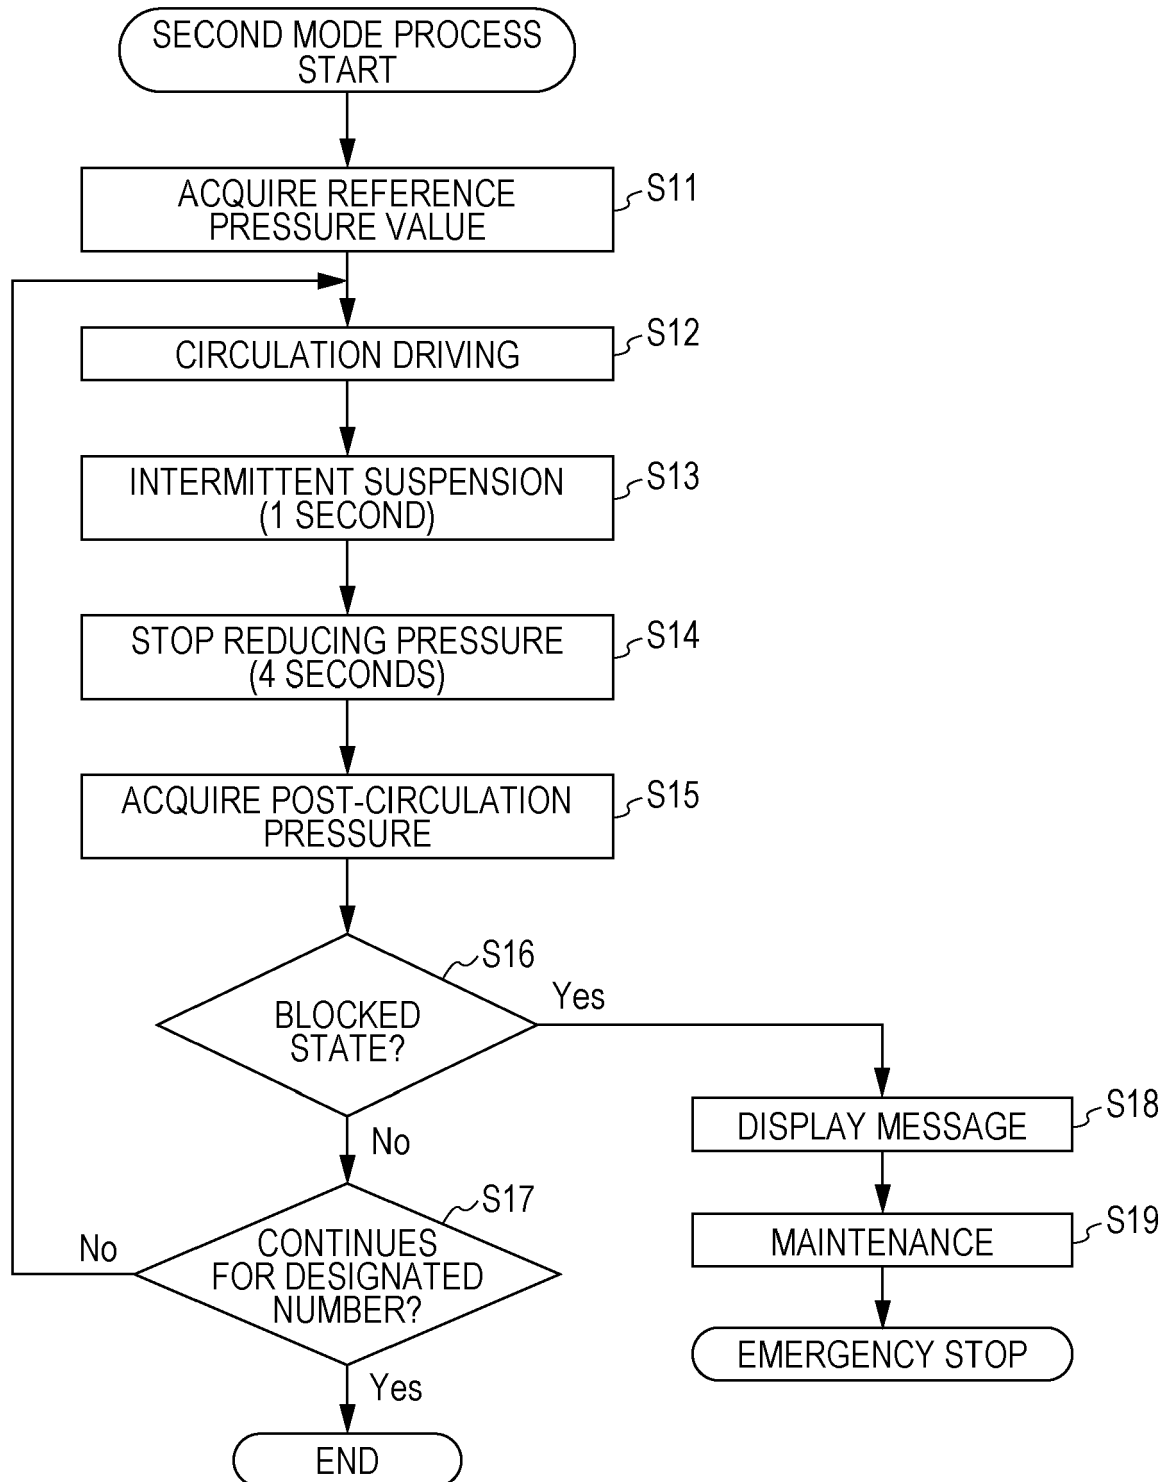 SECOND MODE PROCESS
START
ACQUIRE REFERENCE
PRESSURE VALUE
S11
CIRCULATION DRIVING
S12
INTERMITTENT SUSPENSION
(1 SECOND)
S13
STOP REDUCING PRESSURE
(4 SECONDS)
S14
ACQUIRE POST-CIRCULATION
PRESSURE
S15
BLOCKED
STATE?
S16
Yes
No
DISPLAY MESSAGE
S18
CONTINUES
FOR DESIGNATED
NUMBER?
S17
No
Yes
MAINTENANCE
S19
EMERGENCY STOP
END